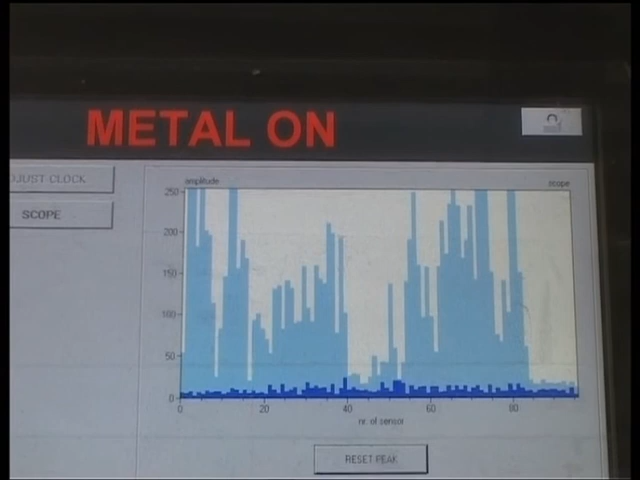 METAL ON
DJUST CLOCK
SCOPE
amplitude
scope
250
200
150
100
50
0
0 20 40 60 80
nr. of sensor
RESET PEAK